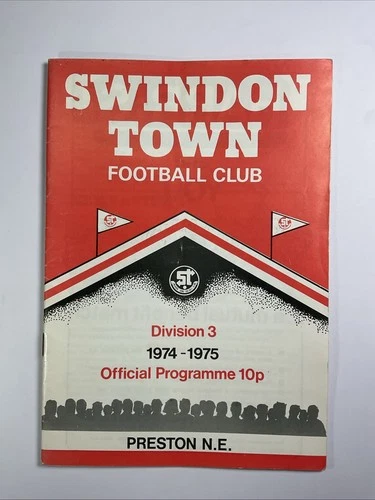 SWINDON
TOWN
FOOTBALL CLUB
Division 3
1974-1975
Official Programme 10p
PRESTON N.E.